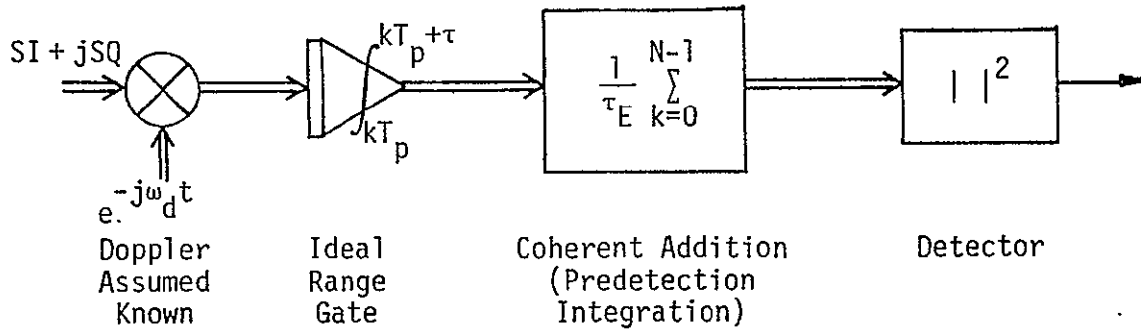 SI + jSQ
e.^-jω_d t
kT_p+τ
∫
kT_p
1/τ_E N-1 Σ k=0
| |²
Doppler
Assumed
Known
Ideal
Range
Gate
Coherent Addition
(Predetection
Integration)
Detector